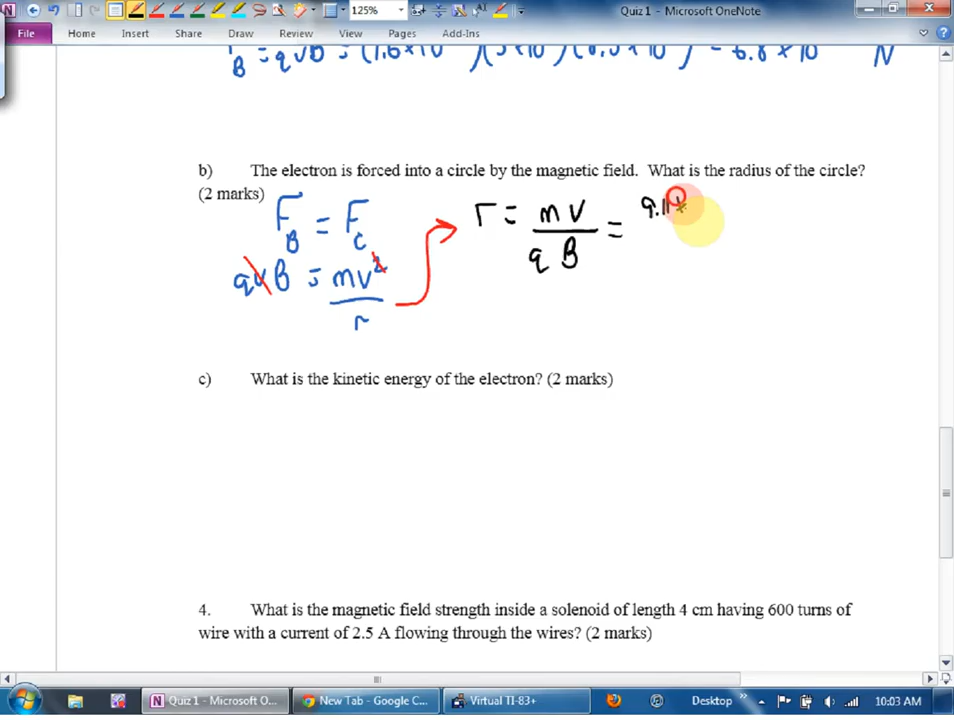 125%
Quiz 1 - Microsoft OneNote
File Home Insert Share Draw Review View Pages Add-Ins
b) The electron is forced into a circle by the magnetic field. What is the radius of the circle?
(2 marks)
F_B = F_C
qvB = mv²/r
r = mv/qB = 9.11×
c) What is the kinetic energy of the electron? (2 marks)
4. What is the magnetic field strength inside a solenoid of length 4 cm having 600 turns of
wire with a current of 2.5 A flowing through the wires? (2 marks)
Quiz 1 - Microsoft O... New Tab - Google C... Virtual TI-83+ Desktop 10:03 AM